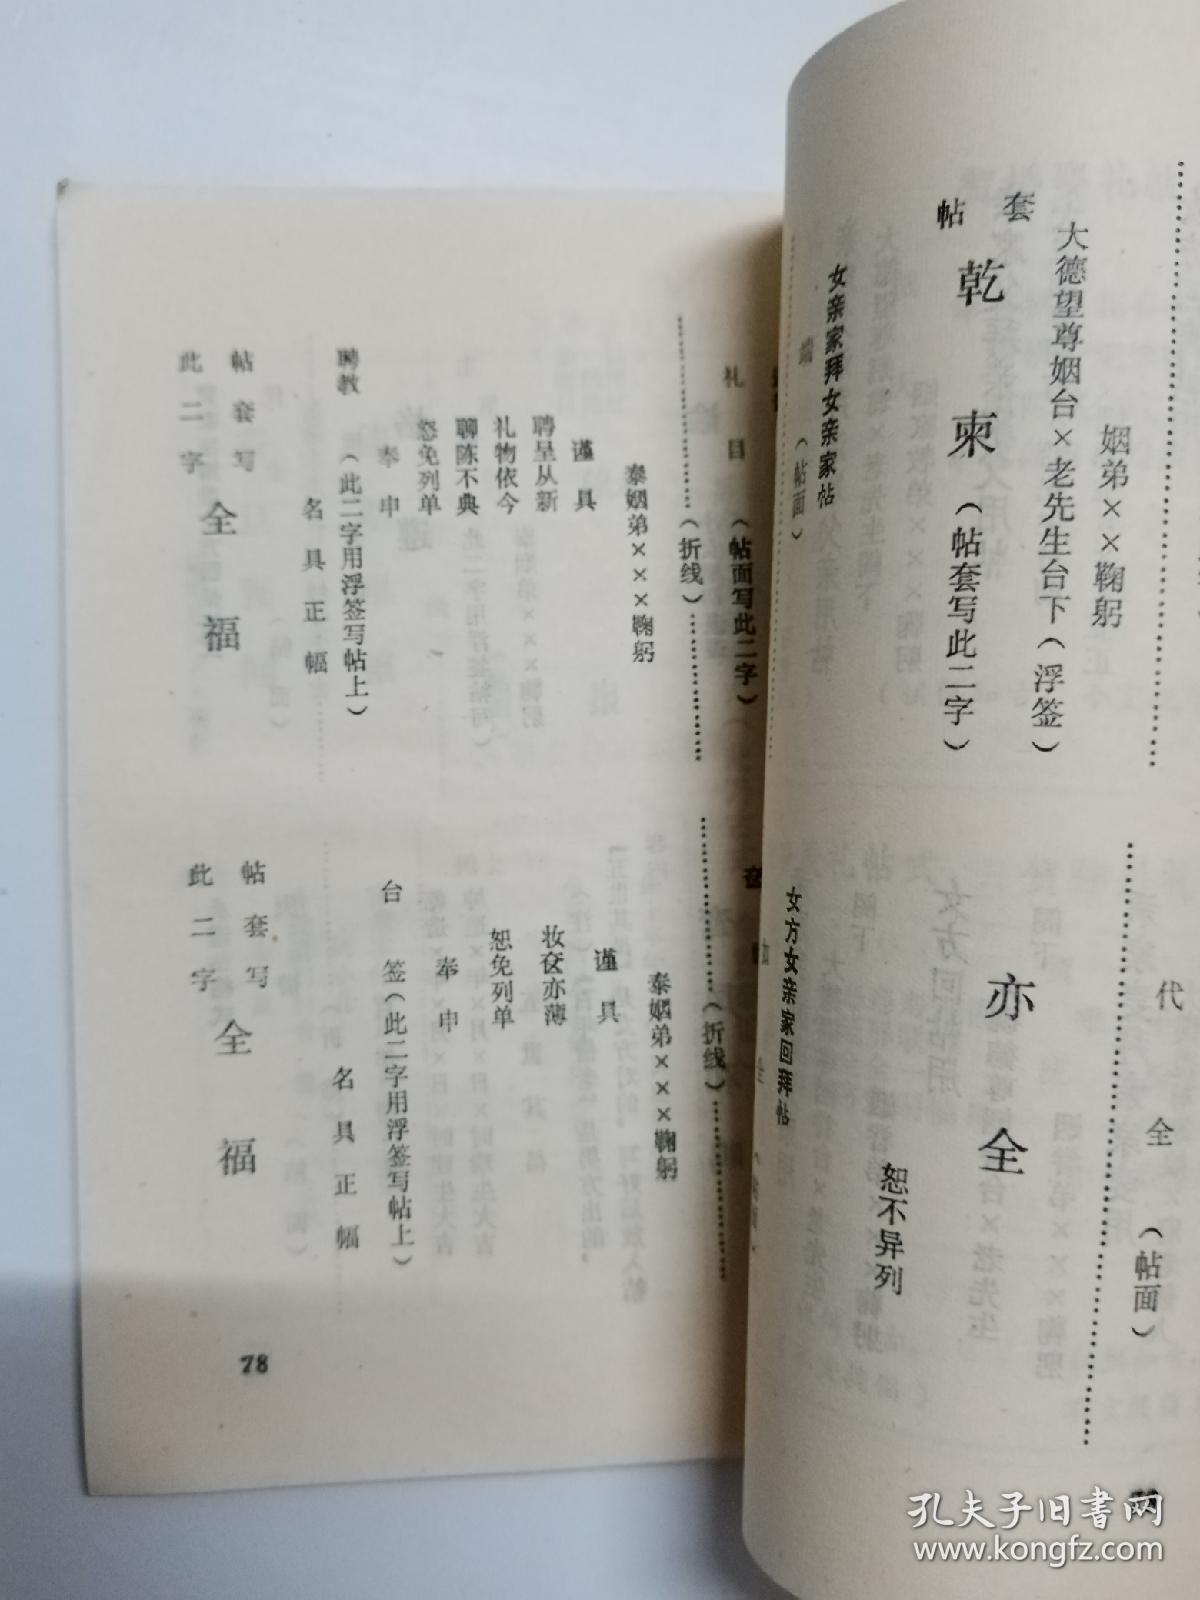 套
帖
乾
柬（帖套写此二字）
大德望尊姻台×老先生台下（浮签）
姻弟××鞠躬
女亲家拜女亲家帖
（帖面）
代
全
（帖面）
亦
全
恕不异列
女方女亲家回拜帖
礼
目
（帖面写此二字）
（折线）
泰姻弟×××鞠躬
谨具
聘呈从新
礼物依今
聊陈不典
恕免列单
奉申
聘教
（此二字用浮签写帖上）
名具正幅
帖套写
此二字
全
福
（折线）
泰姻弟×××鞠躬
谨具
妆奁亦薄
恕免列单
奉申
台签（此二字用浮签写帖上）
名具正幅
帖套写
此二字
全
福
78
孔夫子旧书网
www.kongfz.com